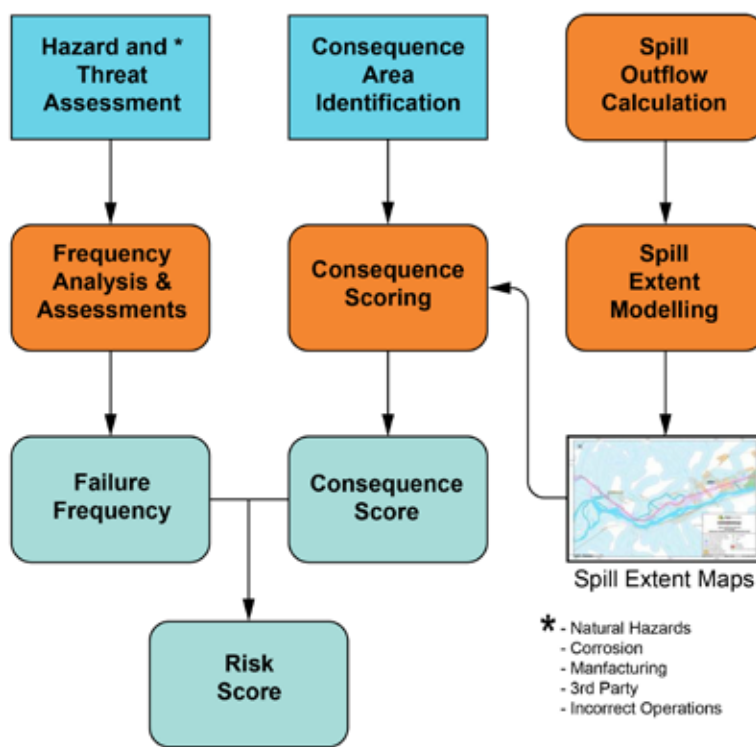 Hazard and *
Threat
Assessment
Consequence
Area
Identification
Spill
Outflow
Calculation
Frequency
Analysis &
Assessments
Consequence
Scoring
Spill
Extent
Modelling
Failure
Frequency
Consequence
Score
Spill Extent Maps
Risk
Score
* - Natural Hazards
- Corrosion
- Manfacturing
- 3rd Party
- Incorrect Operations